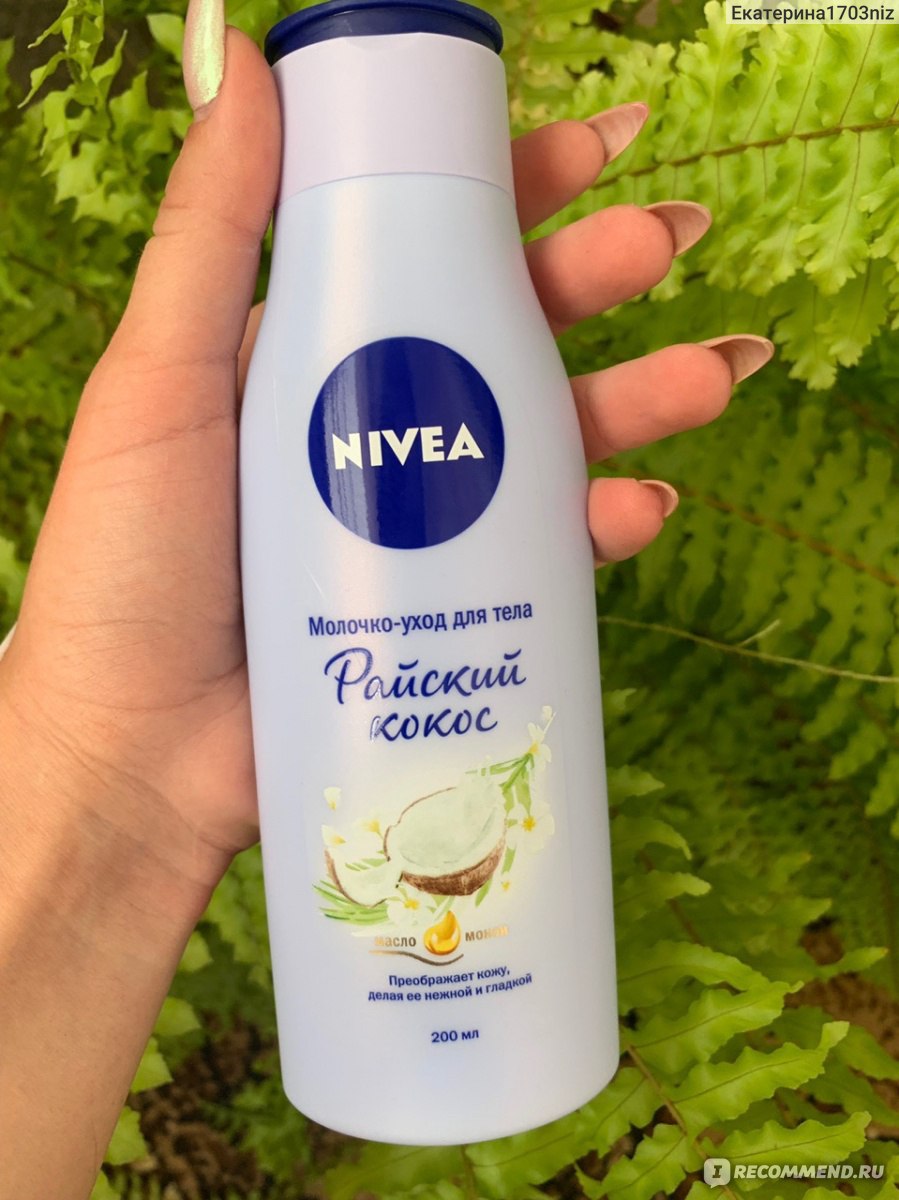 Екатерина1703niz
NIVEA
Молочко-уход для тела
Райский
кокос
масло монои
Преображает кожу,
делая ее нежной и гладкой
200 мл
I RECOMMEND.RU